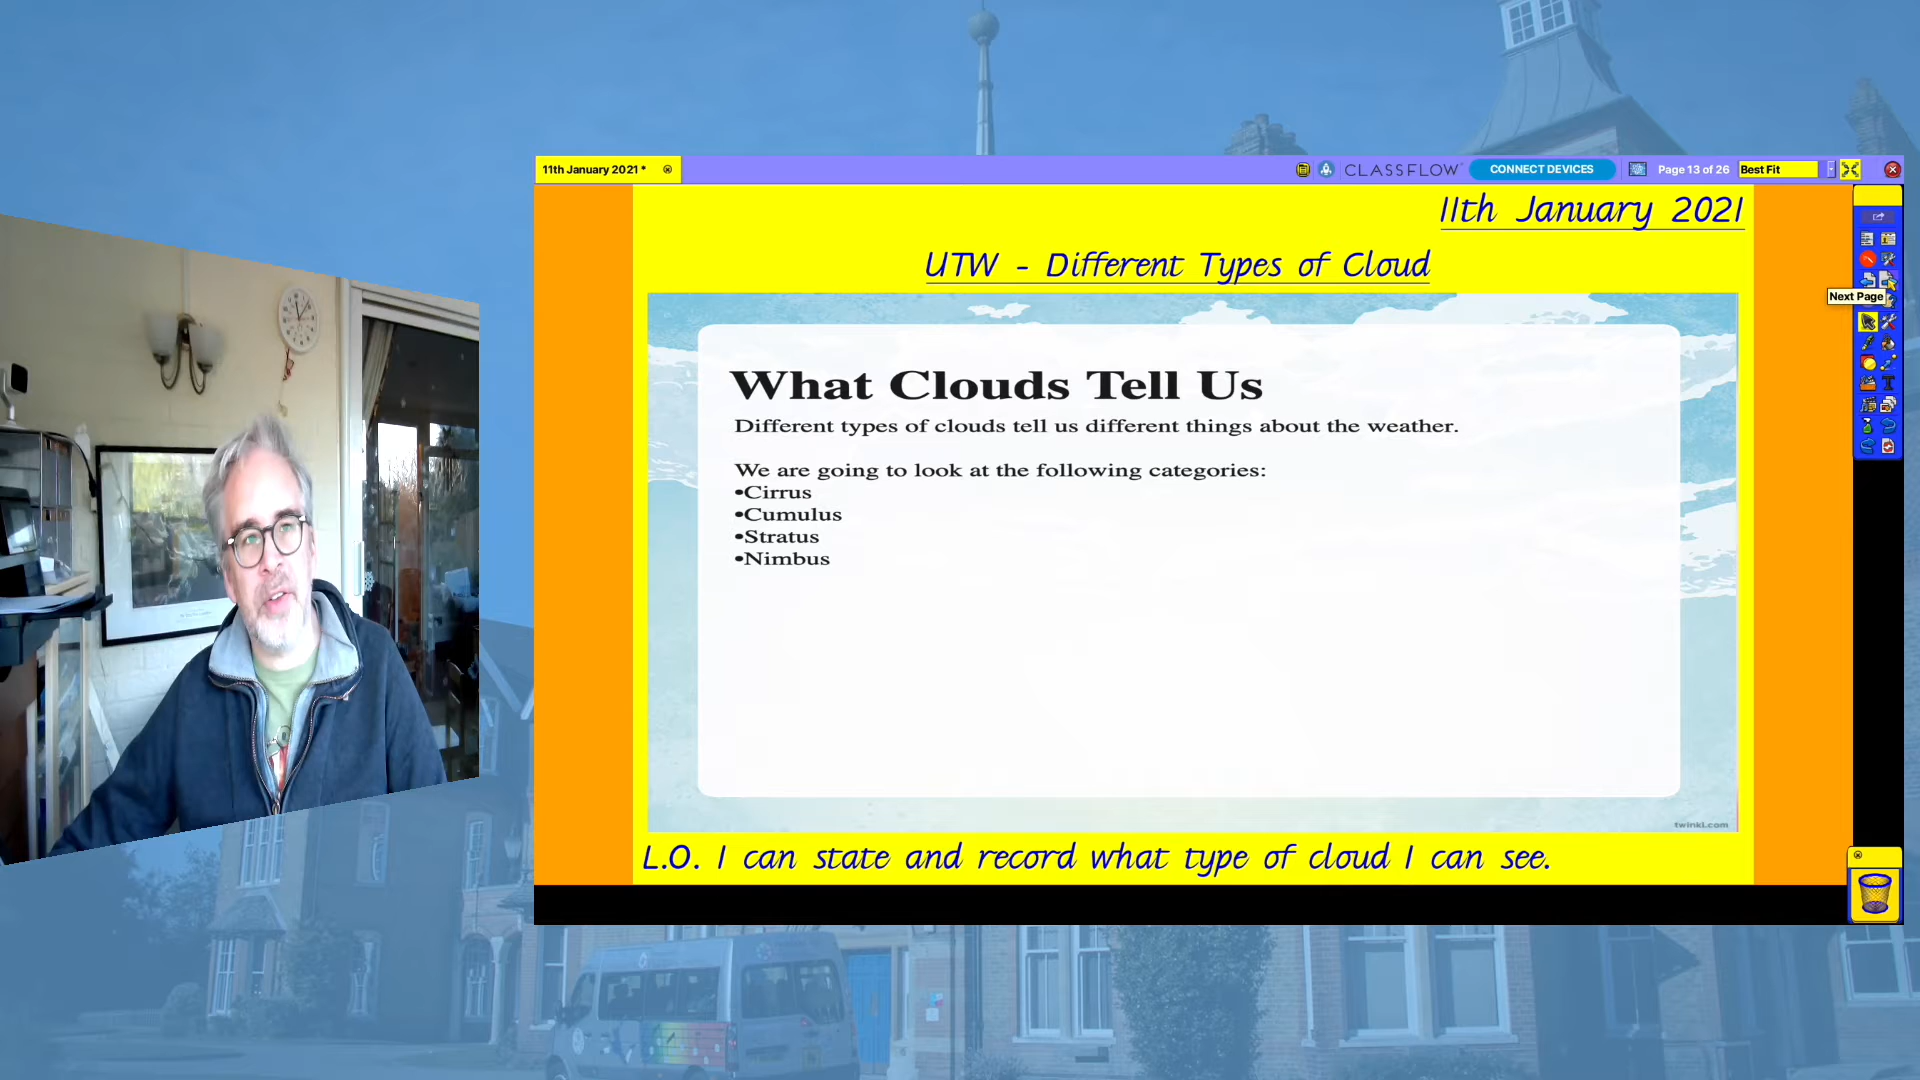 11th January 2021 *
CLASSFLOW
CONNECT DEVICES
Page 13 of 26
Best Fit
11th January 2021
UTW - Different Types of Cloud
Next Page
What Clouds Tell Us
Different types of clouds tell us different things about the weather.
We are going to look at the following categories:
•Cirrus
•Cumulus
•Stratus
•Nimbus
twinkl.com
L.O. I can state and record what type of cloud I can see.